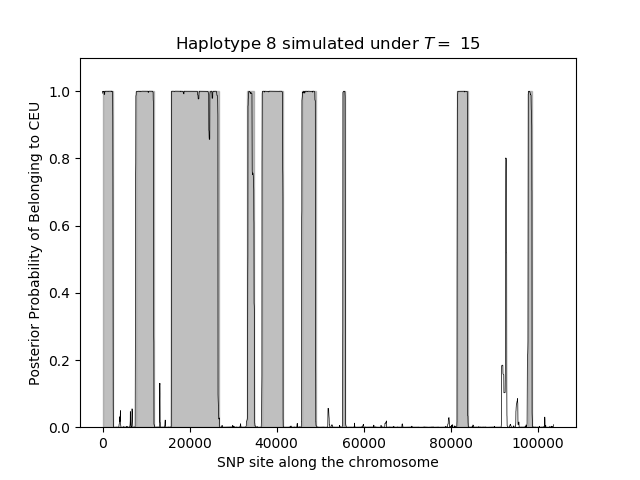 Haplotype 8 simulated under T = 15
Posterior Probability of Belonging to CEU
1.0
0.8
0.6
0.4
0.2
0.0
0 20000 40000 60000 80000 100000
SNP site along the chromosome